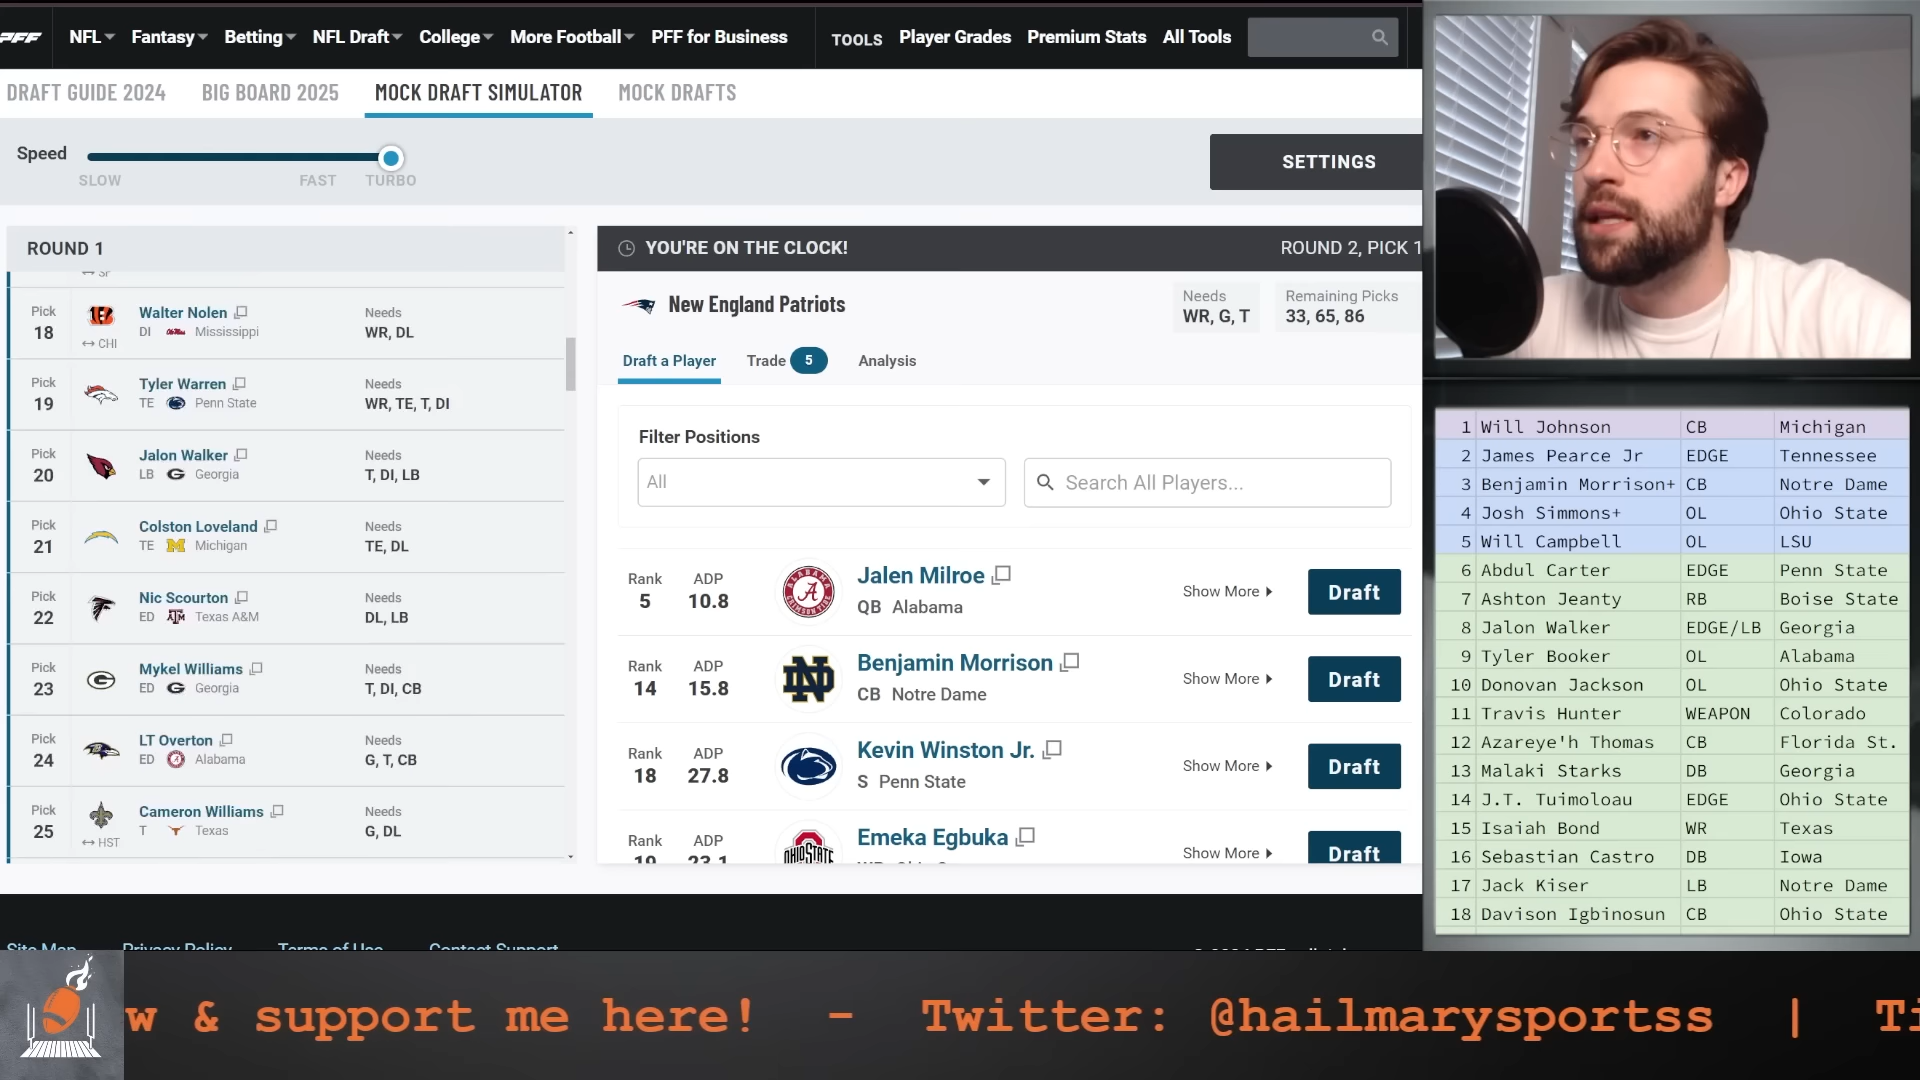 PFF NFL Fantasy Betting NFL Draft College More Football PFF for Business TOOLS Player Grades Premium Stats All Tools
DRAFT GUIDE 2024 BIG BOARD 2025 MOCK DRAFT SIMULATOR MOCK DRAFTS
Speed
SLOW FAST TURBO
SETTINGS
ROUND 1
Pick 18 CHI Walter Nolen DI Mississippi Needs WR, DL
Pick 19 Tyler Warren TE Penn State Needs WR, TE, T, DI
Pick 20 Jalon Walker LB Georgia Needs T, DI, LB
Pick 21 Colston Loveland TE Michigan Needs TE, DL
Pick 22 Nic Scourton ED Texas A&M Needs DL, LB
Pick 23 Mykel Williams ED Georgia Needs T, DI, CB
Pick 24 LT Overton ED Alabama Needs G, T, CB
Pick 25 HST Cameron Williams T Texas Needs G, DL
YOU'RE ON THE CLOCK! ROUND 2, PICK 1
New England Patriots
Needs WR, G, T
Remaining Picks 33, 65, 86
Draft a Player Trade 5 Analysis
Filter Positions
All Search All Players...
Rank 5 ADP 10.8 Jalen Milroe QB Alabama Show More Draft
Rank 14 ADP 15.8 Benjamin Morrison CB Notre Dame Show More Draft
Rank 18 ADP 27.8 Kevin Winston Jr. S Penn State Show More Draft
Rank 19 ADP 23.1 Emeka Egbuka Show More Draft
Site Map Privacy Policy Terms of Use Contact Support
1 Will Johnson CB Michigan
2 James Pearce Jr EDGE Tennessee
3 Benjamin Morrison+ CB Notre Dame
4 Josh Simmons+ OL Ohio State
5 Will Campbell OL LSU
6 Abdul Carter EDGE Penn State
7 Ashton Jeanty RB Boise State
8 Jalon Walker EDGE/LB Georgia
9 Tyler Booker OL Alabama
10 Donovan Jackson OL Ohio State
11 Travis Hunter WEAPON Colorado
12 Azareye'h Thomas CB Florida St.
13 Malaki Starks DB Georgia
14 J.T. Tuimoloau EDGE Ohio State
15 Isaiah Bond WR Texas
16 Sebastian Castro DB Iowa
17 Jack Kiser LB Notre Dame
18 Davison Igbinosun CB Ohio State
w & support me here! - Twitter: @hailmarysportss | Ti